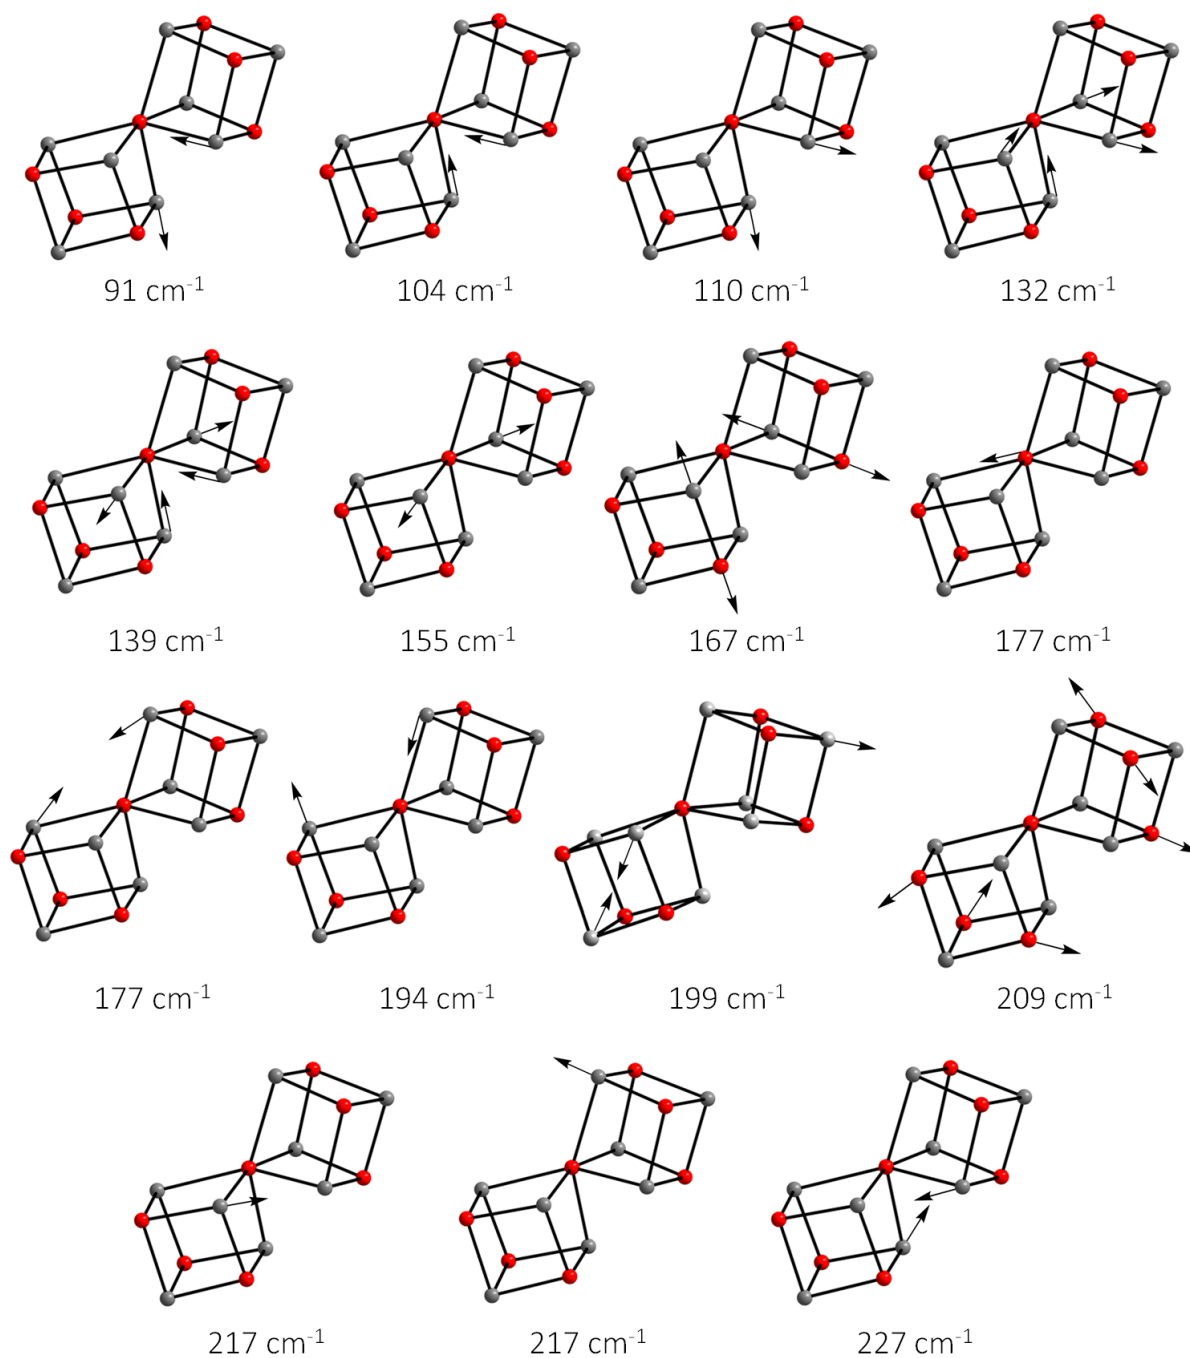 91 cm⁻¹ 104 cm⁻¹ 110 cm⁻¹ 132 cm⁻¹
139 cm⁻¹ 155 cm⁻¹ 167 cm⁻¹ 177 cm⁻¹
177 cm⁻¹ 194 cm⁻¹ 199 cm⁻¹ 209 cm⁻¹
217 cm⁻¹ 217 cm⁻¹ 227 cm⁻¹